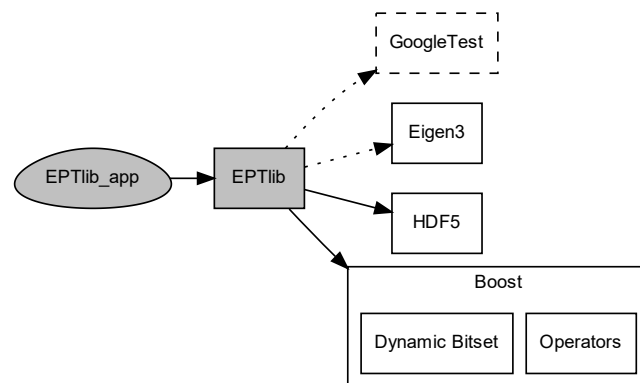 GoogleTest
Eigen3
EPTlib_app
EPTlib
HDF5
Boost
Dynamic Bitset
Operators